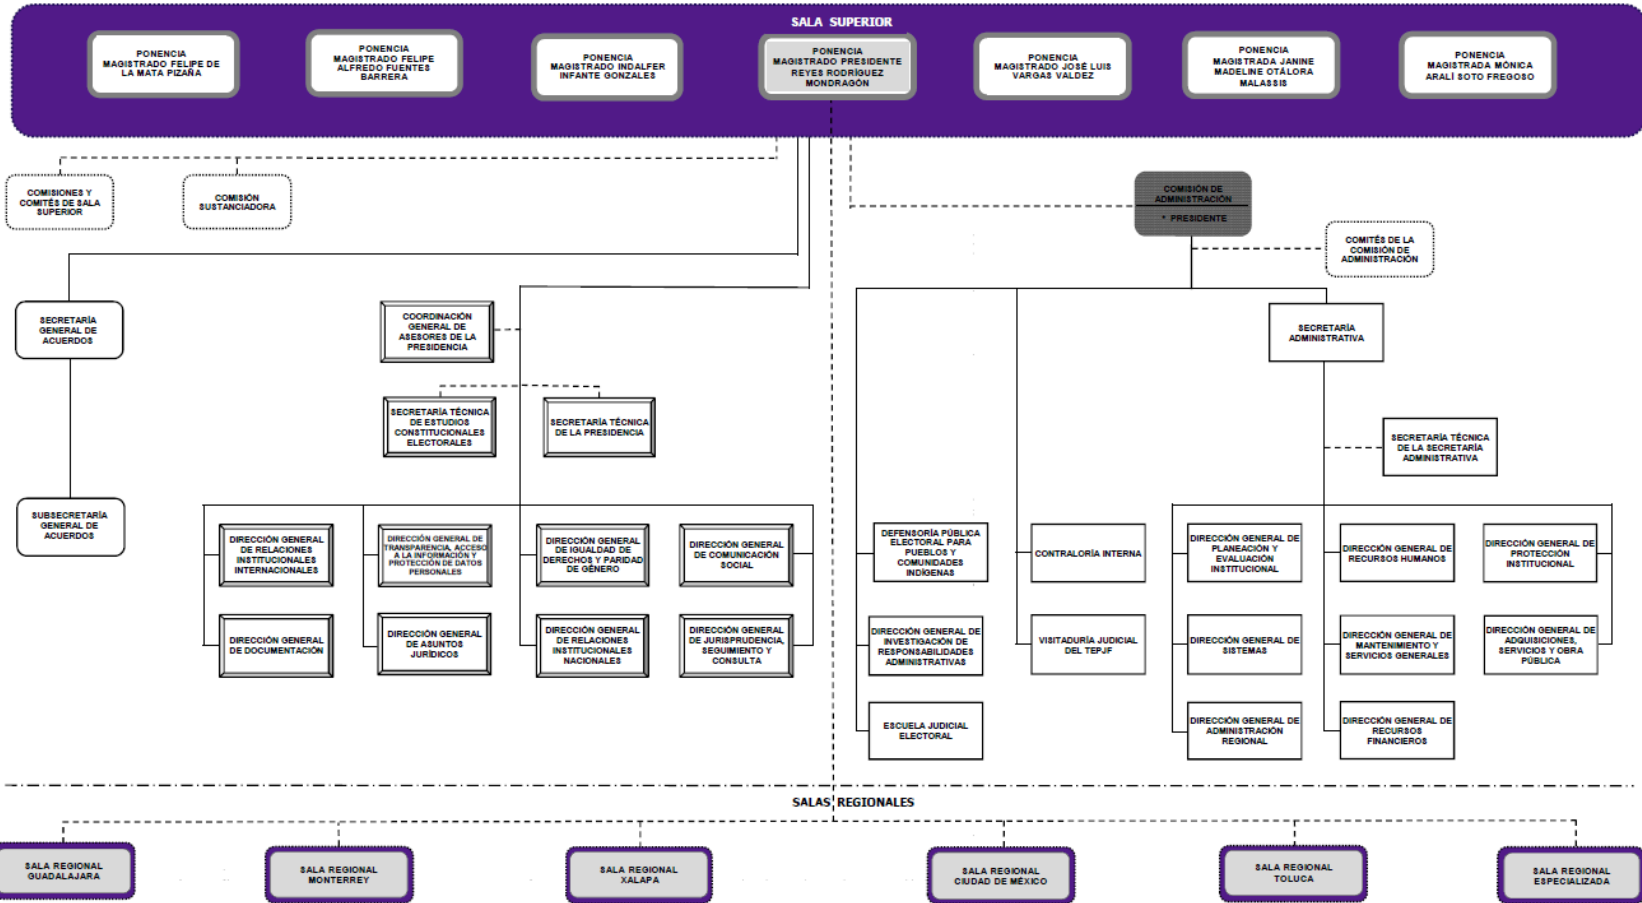 SALA SUPERIOR
PONENCIA
MAGISTRADO FELIPE DE
LA MATA PIZAÑA
PONENCIA
MAGISTRADO FELIPE
ALFREDO FUENTES
BARRERA
PONENCIA
MAGISTRADO INDALFER
INFANTE GONZALES
PONENCIA
MAGISTRADO PRESIDENTE
REYES RODRÍGUEZ
MONDRAGÓN
PONENCIA
MAGISTRADO JOSÉ LUIS
VARGAS VALDEZ
PONENCIA
MAGISTRADA JANINE
MADELINE OTÁLORA
MALASSIS
PONENCIA
MAGISTRADA MÓNICA
ARALÍ SOTO FREGOSO
COMISIONES Y
COMITÉS DE SALA
SUPERIOR
COMISIÓN
SUSTANCIADORA
COMISIÓN DE
ADMINISTRACIÓN
* PRESIDENTE
COMITÉS DE LA
COMISIÓN DE
ADMINISTRACIÓN
SECRETARÍA
GENERAL DE
ACUERDOS
COORDINACIÓN
GENERAL DE
ASESORES DE LA
PRESIDENCIA
SECRETARÍA
ADMINISTRATIVA
SECRETARÍA TÉCNICA
DE ESTUDIOS
CONSTITUCIONALES
ELECTORALES
SECRETARÍA TÉCNICA
DE LA PRESIDENCIA
SECRETARÍA TÉCNICA
DE LA SECRETARÍA
ADMINISTRATIVA
SUBSECRETARÍA
GENERAL DE
ACUERDOS
DIRECCIÓN GENERAL
DE RELACIONES
INSTITUCIONALES
INTERNACIONALES
DIRECCIÓN GENERAL DE
TRANSPARENCIA, ACCESO
A LA INFORMACIÓN Y
PROTECCIÓN DE DATOS
PERSONALES
DIRECCIÓN GENERAL
DE IGUALDAD DE
DERECHOS Y PARIDAD
DE GÉNERO
DIRECCIÓN GENERAL
DE COMUNICACIÓN
SOCIAL
DEFENSORÍA PÚBLICA
ELECTORAL PARA
PUEBLOS Y
COMUNIDADES
INDÍGENAS
CONTRALORÍA INTERNA
DIRECCIÓN GENERAL DE
PLANEACIÓN Y
EVALUACIÓN
INSTITUCIONAL
DIRECCIÓN GENERAL DE
RECURSOS HUMANOS
DIRECCIÓN GENERAL DE
PROTECCIÓN
INSTITUCIONAL
DIRECCIÓN GENERAL
DE DOCUMENTACIÓN
DIRECCIÓN GENERAL
DE ASUNTOS
JURÍDICOS
DIRECCIÓN GENERAL
DE RELACIONES
INSTITUCIONALES
NACIONALES
DIRECCIÓN GENERAL
DE JURISPRUDENCIA,
SEGUIMIENTO Y
CONSULTA
DIRECCIÓN GENERAL DE
INVESTIGACIÓN DE
RESPONSABILIDADES
ADMINISTRATIVAS
VISITADURÍA JUDICIAL
DEL TEPJF
DIRECCIÓN GENERAL DE
SISTEMAS
DIRECCIÓN GENERAL DE
MANTENIMIENTO Y
SERVICIOS GENERALES
DIRECCIÓN GENERAL DE
ADQUISICIONES,
SERVICIOS Y OBRA
PÚBLICA
ESCUELA JUDICIAL
ELECTORAL
DIRECCIÓN GENERAL DE
ADMINISTRACIÓN
REGIONAL
DIRECCIÓN GENERAL DE
RECURSOS
FINANCIEROS
SALAS REGIONALES
SALA REGIONAL
GUADALAJARA
SALA REGIONAL
MONTERREY
SALA REGIONAL
XALAPA
SALA REGIONAL
CIUDAD DE MÉXICO
SALA REGIONAL
TOLUCA
SALA REGIONAL
ESPECIALIZADA